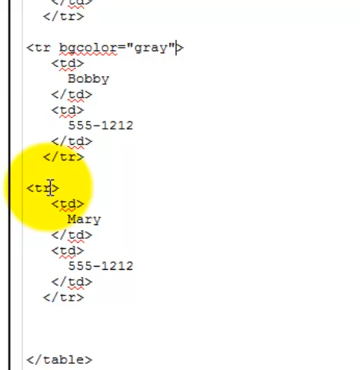 </td>
</tr>
<tr bgcolor="gray">
<td>
Bobby
</td>
<td>
555-1212
</td>
</tr>
<tr>
<td>
Mary
</td>
<td>
555-1212
</td>
</tr>
</table>